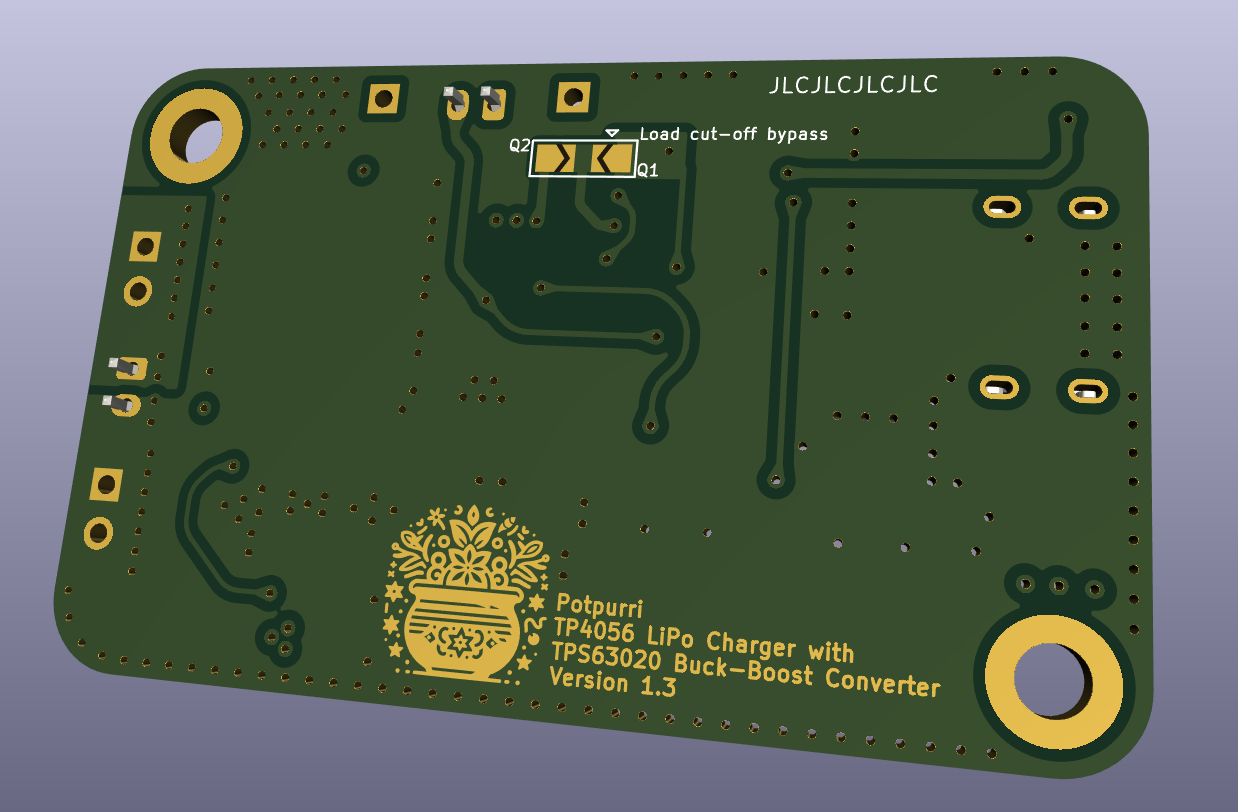 JLCJLCJLCJLC
Load cut-off bypass
Q2
Q1
Potpurri
TP4056 LiPo Charger with
TPS63020 Buck-Boost Converter
Version 1.3